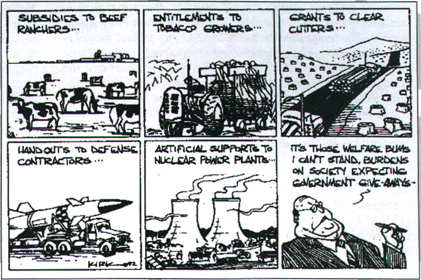 SUBSIDIES TO BEEF
RANCHERS...
ENTITLEMENTS TO
TOBACCO GROWERS...
GRANTS TO CLEAR
CUTTERS...
HANDOUTS TO DEFENSE
CONTRACTORS...
ARTIFICIAL SUPPORTS TO
NUCLEAR POWER PLANTS...
IT'S THOSE WELFARE BUMS
I CAN'T STAND, BURDENS
ON SOCIETY EXPECTING
GOVERNMENT GIVE-AWAYS-
KIRK